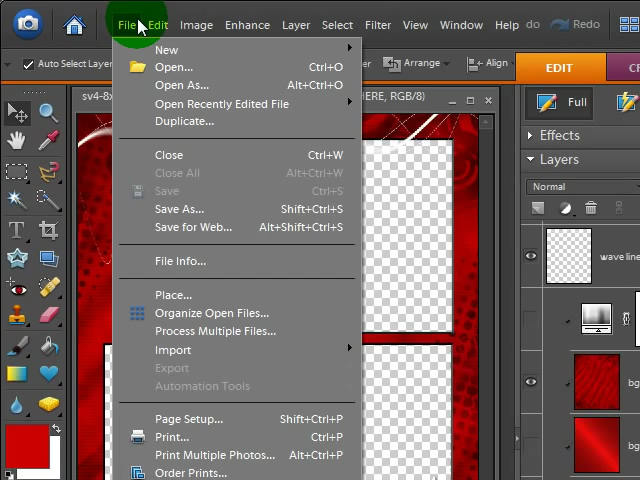 File Edit Image Enhance Layer Select Filter View Window Help do Redo
Auto Select Layer Arrange Align EDIT
sv4-8x HERE, RGB/8)
New
Open... Ctrl+O
Open As... Alt+Ctrl+O
Open Recently Edited File
Duplicate...
Close Ctrl+W
Close All Alt+Ctrl+W
Save Ctrl+S
Save As... Shift+Ctrl+S
Save for Web... Alt+Shift+Ctrl+S
File Info...
Place...
Organize Open Files...
Process Multiple Files...
Import
Export
Automation Tools
Page Setup... Shift+Ctrl+P
Print... Ctrl+P
Print Multiple Photos... Alt+Ctrl+P
Order Prints...
Full
Effects
Layers
Normal
wave line
bg
bg